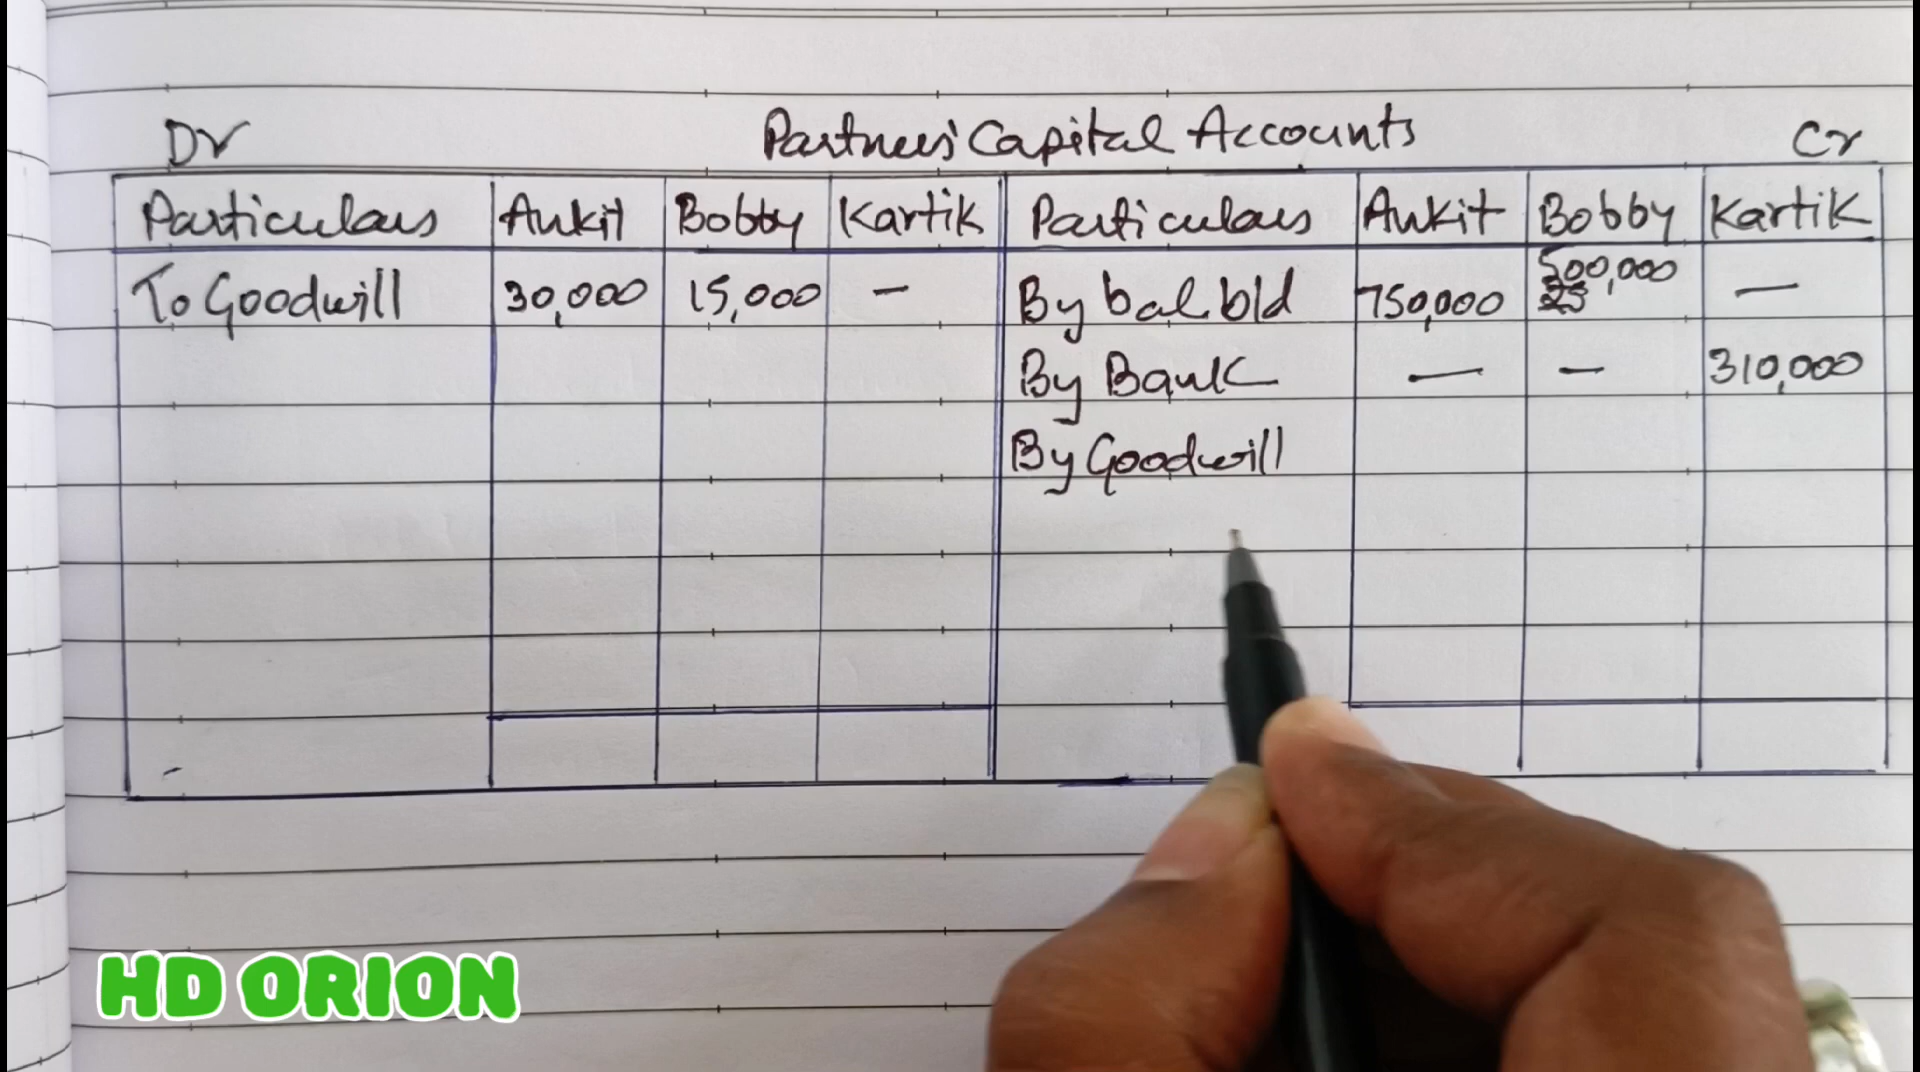 Dr Partners' Capital Accounts Cr
Particulars Ankit Bobby Kartik Particulars Ankit Bobby Kartik
To Goodwill 30,000 15,000 — By bal b/d 750,000 500,000 —
By Bank — — 310,000
By Goodwill
HD ORION